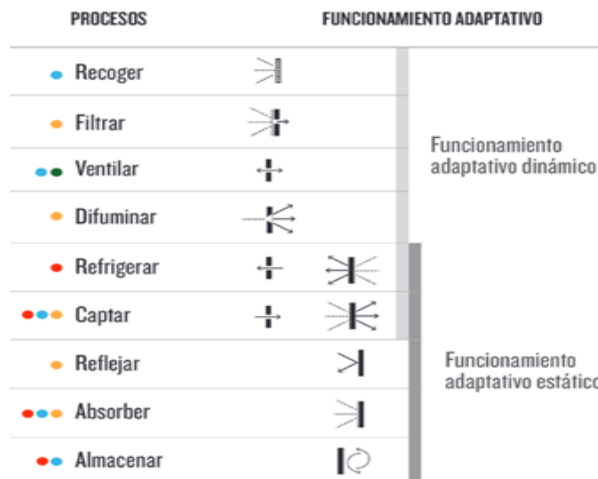 PROCESOS
FUNCIONAMIENTO ADAPTATIVO
Recoger
Filtrar
Ventilar
Difuminar
Refrigerar
Captar
Reflejar
Absorber
Almacenar
Funcionamiento
adaptativo dinámico
Funcionamiento
adaptativo estático